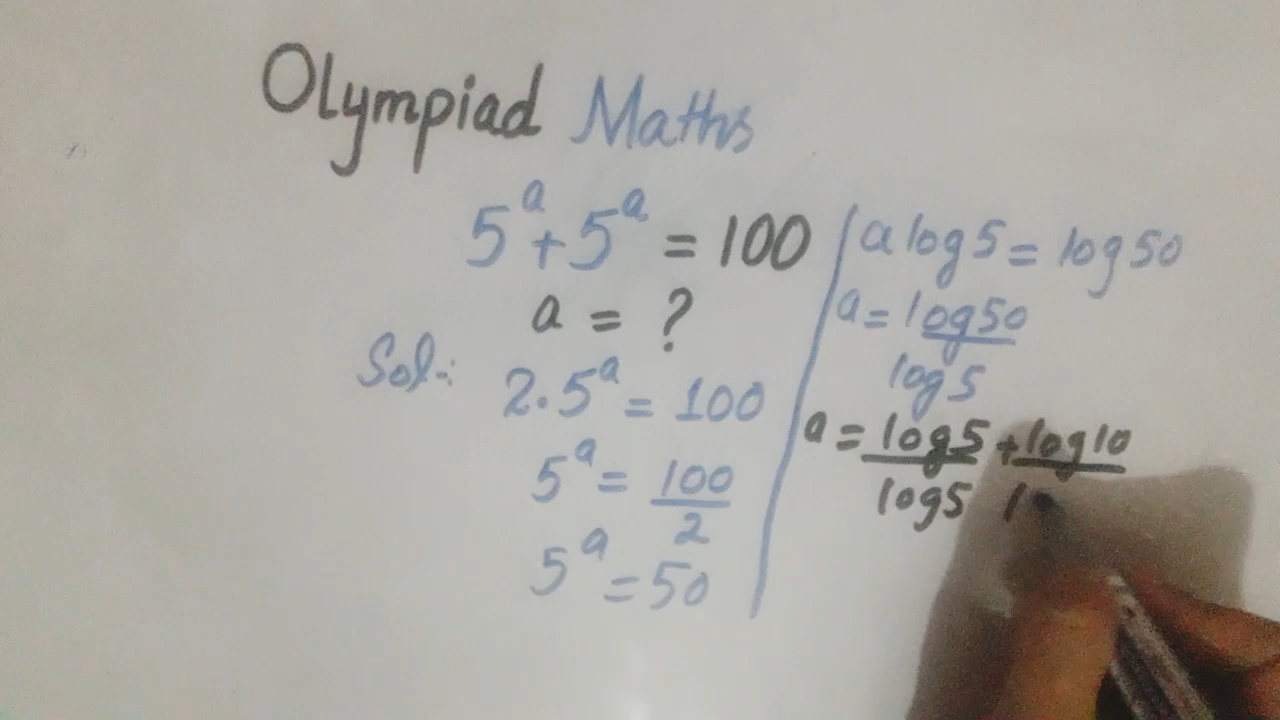 Olympiad Maths
5^a + 5^a = 100
a = ?
Sol:
2.5^a = 100
5^a = 100/2
5^a = 50
a log5 = log50
a = log50/log5
a = log5/log5 + log10/l